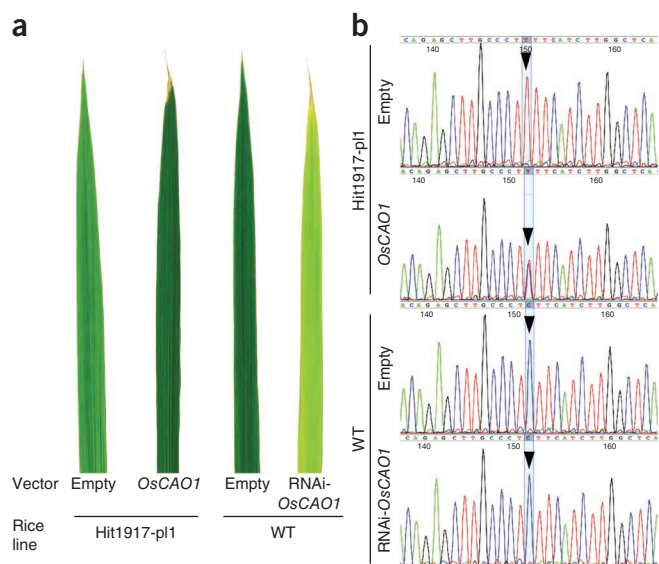 a
b
Vector Empty OsCAO1 Empty RNAi-
OsCAO1
Rice
line
Hit1917-pl1 WT
Hit1917-pl1
WT
Empty
OsCAO1
Empty
RNAi-OsCAO1
C A G A G C T T G C C C T T T T C A T C T T G G C T C
140 150 160
A C A G A G C T T G C C C T T T T C A T C T T G G C T C A
140 150 160
A C A G A G C T T G C C C T C T T C A T C T T G G C T C A
140 150 160
C A G A G C T T G C C C T C T T C A T C T T G G C T C A
140 150 160